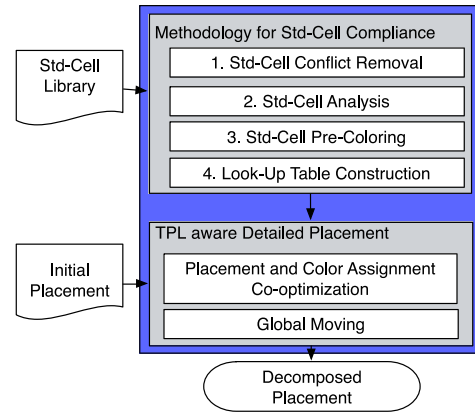 Methodology for Std-Cell Compliance
Std-Cell
Library
1. Std-Cell Conflict Removal
2. Std-Cell Analysis
3. Std-Cell Pre-Coloring
4. Look-Up Table Construction
TPL aware Detailed Placement
Initial
Placement
Placement and Color Assignment
Co-optimization
Global Moving
Decomposed
Placement